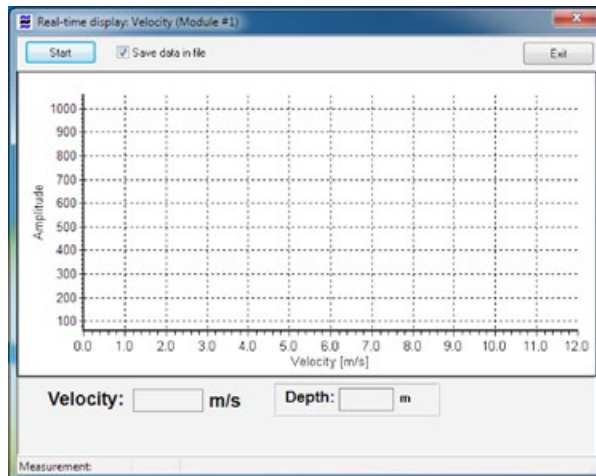 Real-time display: Velocity (Module #1)
Start Save data in file Exit
1000
900
800
700
600
500
400
300
200
100
Amplitude
0.0 1.0 2.0 3.0 4.0 5.0 6.0 7.0 8.0 9.0 10.0 11.0 12.0
Velocity [m/s]
Velocity: m/s Depth: m
Measurement: